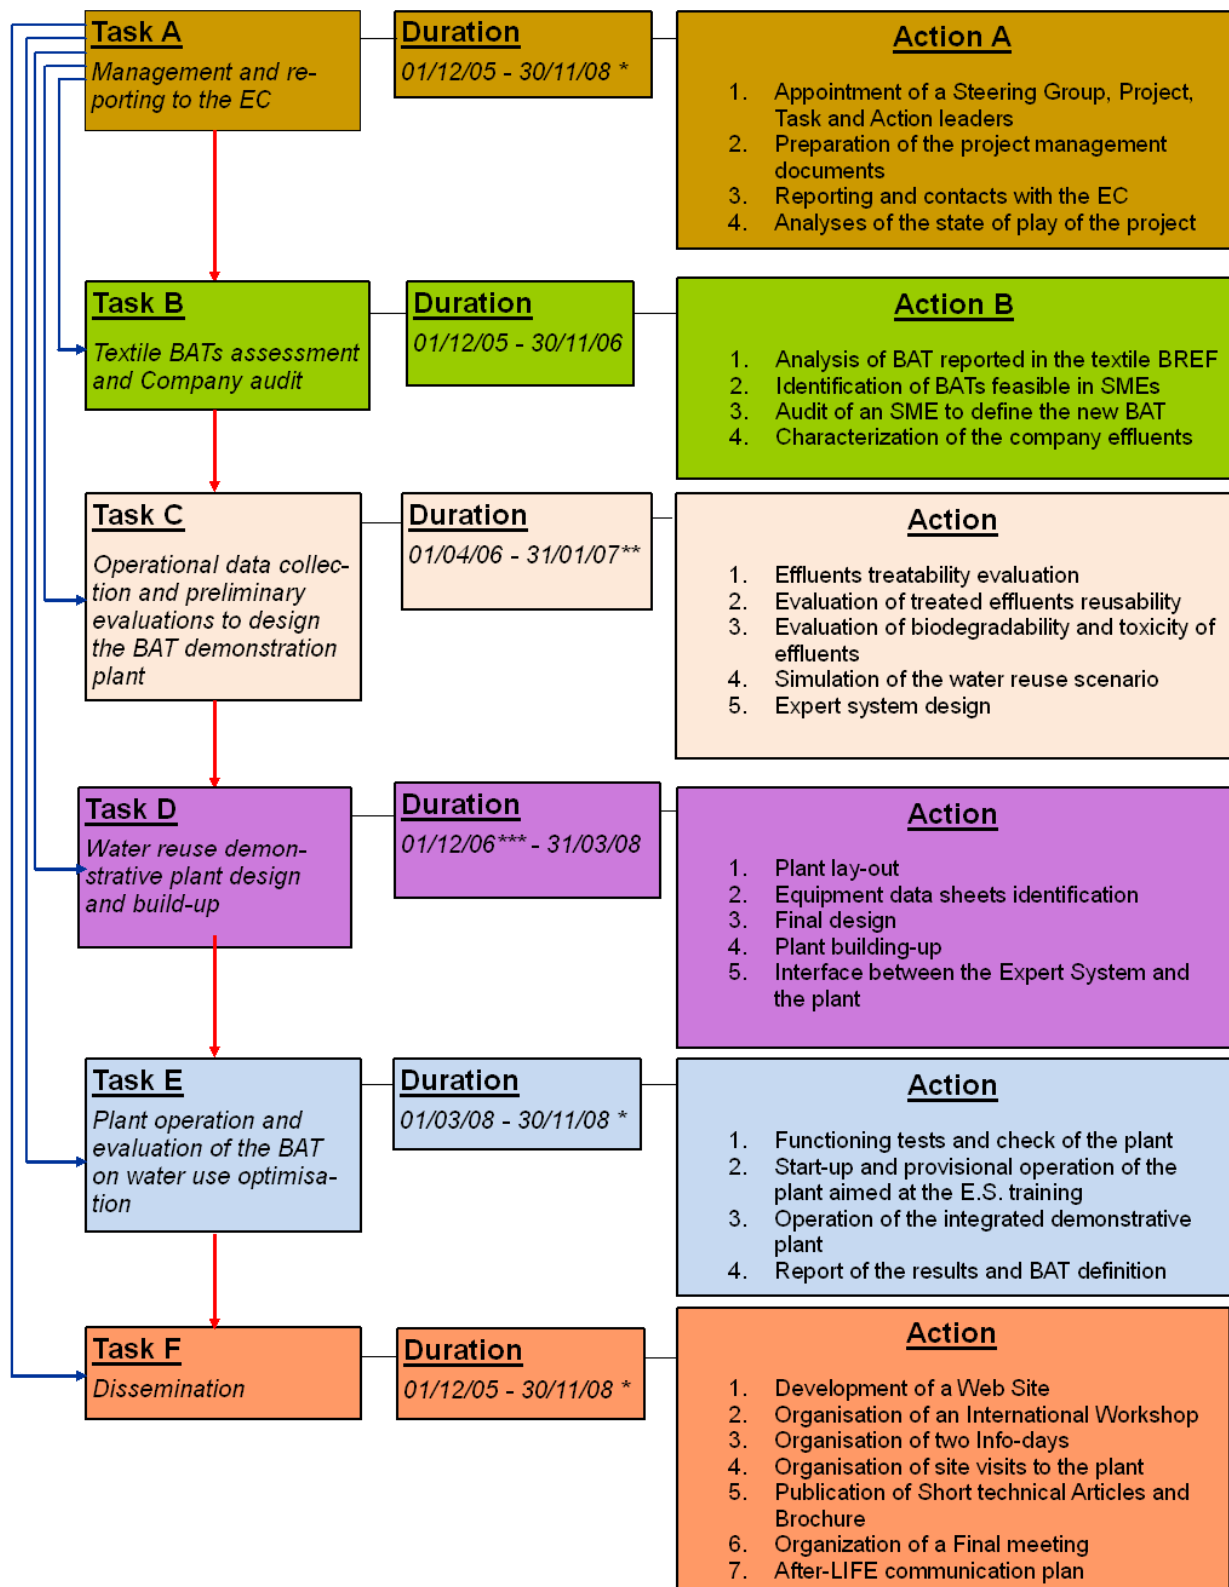 Task A
Management and re-
porting to the EC
Duration
01/12/05 - 30/11/08 *
Action A
1. Appointment of a Steering Group, Project,
Task and Action leaders
2. Preparation of the project management
documents
3. Reporting and contacts with the EC
4. Analyses of the state of play of the project
Task B
Textile BATs assessment
and Company audit
Duration
01/12/05 - 30/11/06
Action B
1. Analysis of BAT reported in the textile BREF
2. Identification of BATs feasible in SMEs
3. Audit of an SME to define the new BAT
4. Characterization of the company effluents
Task C
Operational data collec-
tion and preliminary
evaluations to design
the BAT demonstration
plant
Duration
01/04/06 - 31/01/07**
Action
1. Effluents treatability evaluation
2. Evaluation of treated effluents reusability
3. Evaluation of biodegradability and toxicity of
effluents
4. Simulation of the water reuse scenario
5. Expert system design
Task D
Water reuse demon-
strative plant design
and build-up
Duration
01/12/06*** - 31/03/08
Action
1. Plant lay-out
2. Equipment data sheets identification
3. Final design
4. Plant building-up
5. Interface between the Expert System and
the plant
Task E
Plant operation and
evaluation of the BAT
on water use optimisa-
tion
Duration
01/03/08 - 30/11/08 *
Action
1. Functioning tests and check of the plant
2. Start-up and provisional operation of the
plant aimed at the E.S. training
3. Operation of the integrated demonstrative
plant
4. Report of the results and BAT definition
Task F
Dissemination
Duration
01/12/05 - 30/11/08 *
Action
1. Development of a Web Site
2. Organisation of an International Workshop
3. Organisation of two Info-days
4. Organisation of site visits to the plant
5. Publication of Short technical Articles and
Brochure
6. Organization of a Final meeting
7. After-LIFE communication plan